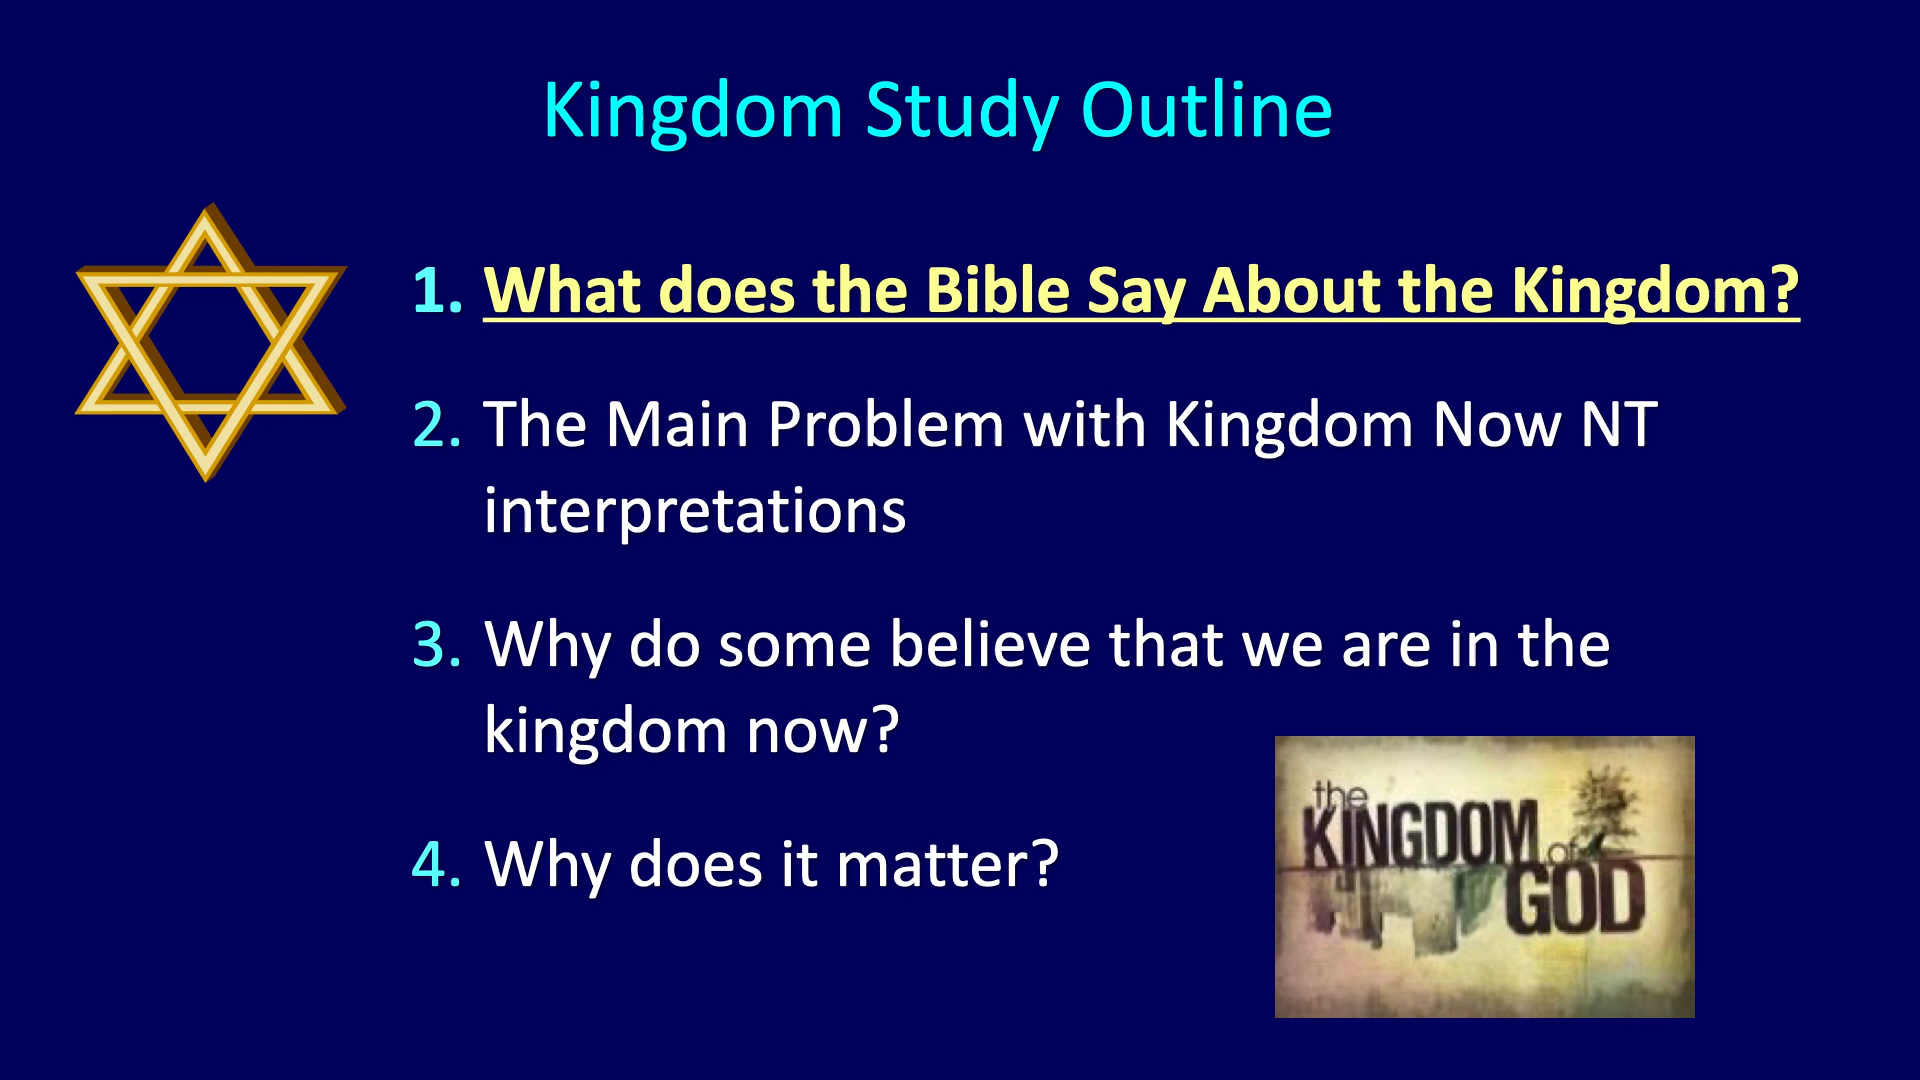 Kingdom Study Outline
1. What does the Bible Say About the Kingdom?
2. The Main Problem with Kingdom Now NT
interpretations
3. Why do some believe that we are in the
kingdom now?
4. Why does it matter?
the
KINGDOM of
GOD